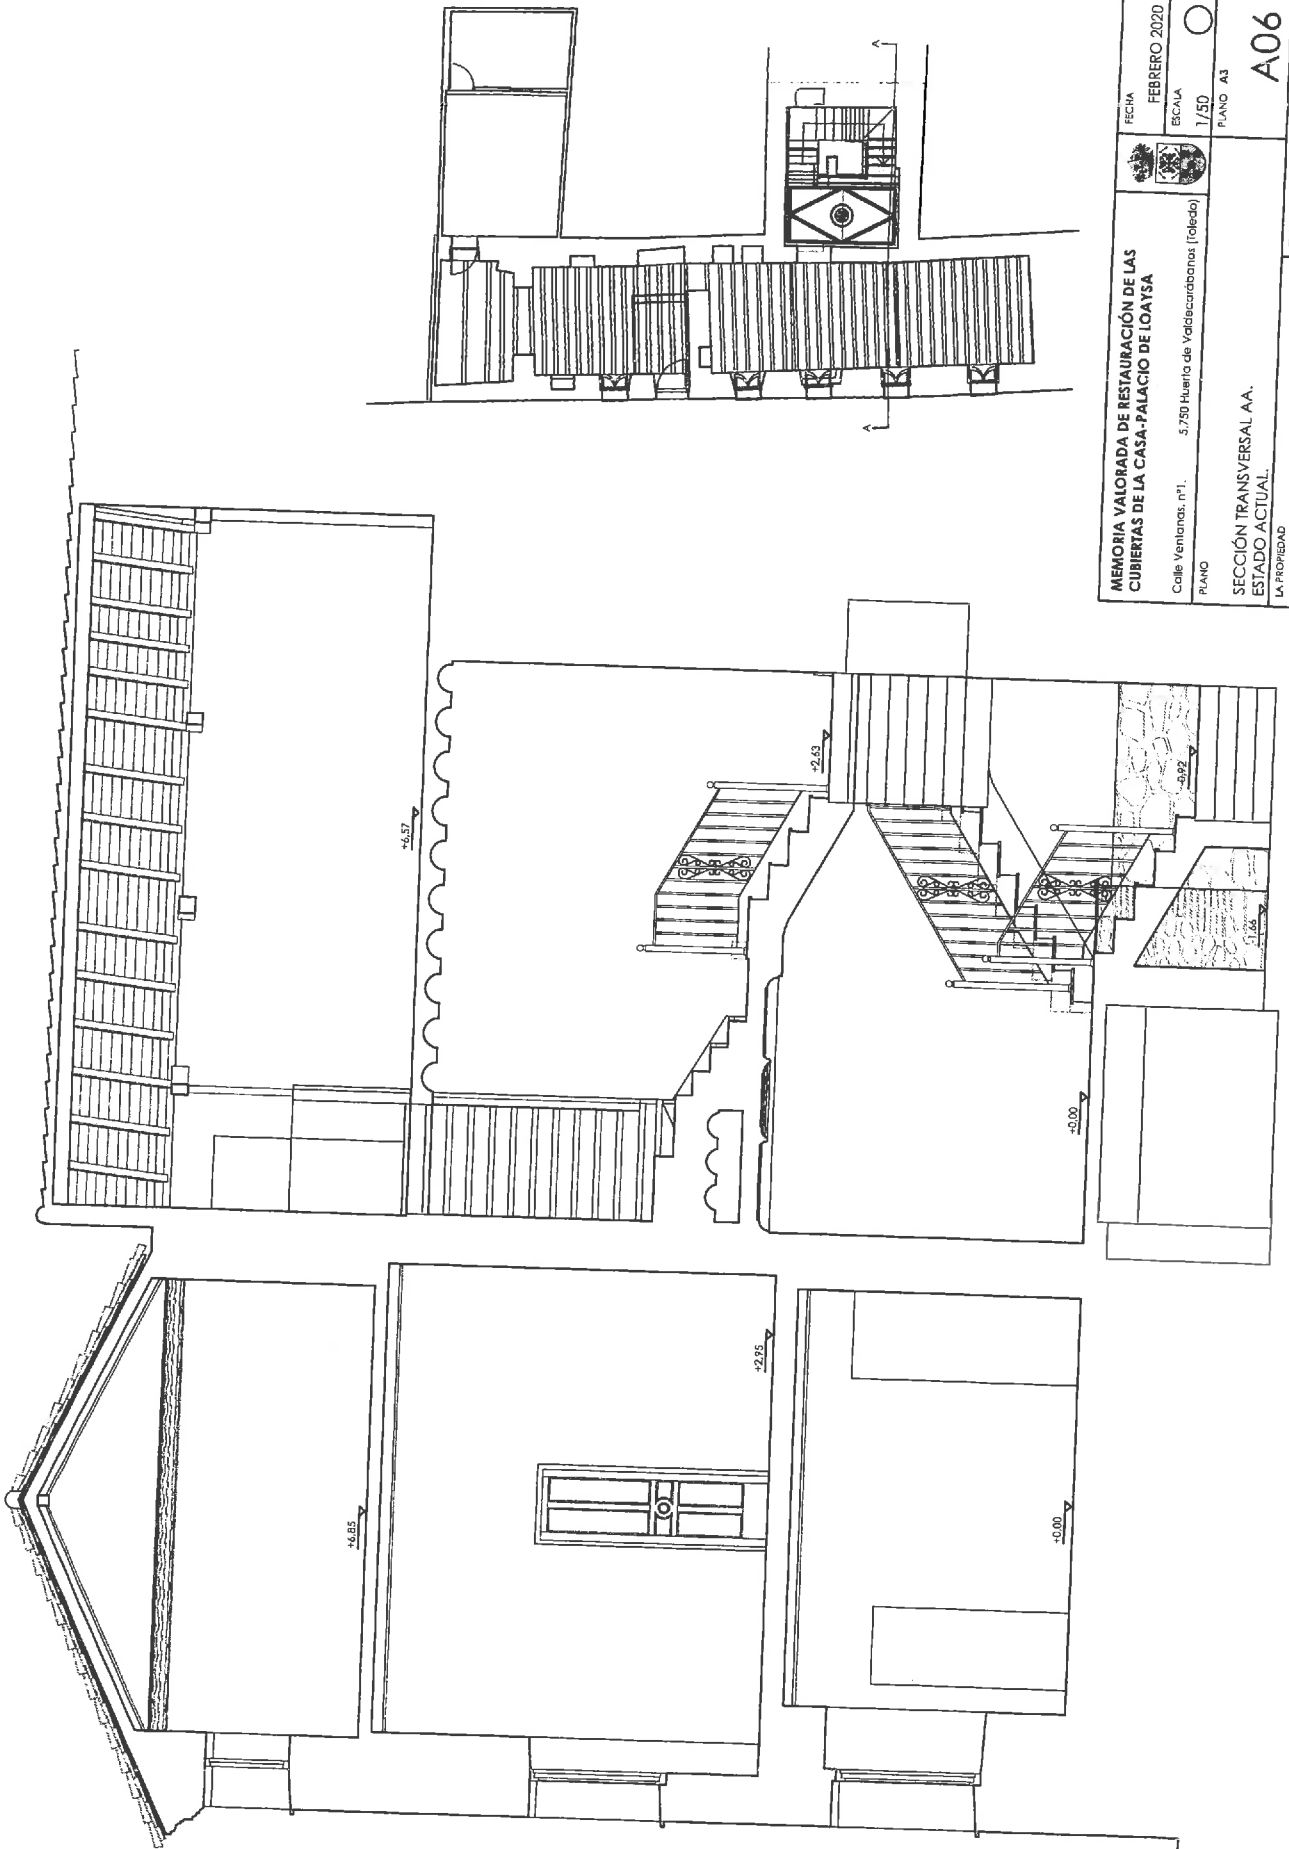 MEMORIA VALORADA DE RESTAURACIÓN DE LAS
CUBIERTAS DE LA CASA-PALACIO DE LOAYSA
Calle Ventanas, nº1. 5.750 Huerta de Valdecarábanos (Toledo)
FECHA
FEBRERO 2020
ESCALA
1/50
PLANO
SECCIÓN TRANSVERSAL AA.
ESTADO ACTUAL.
PLANO A3
A06
LA PROPIEDAD
A
A
+6,85
+2,95
+0,00
+6,57
+2,63
+0,00
-0,92
-1,66